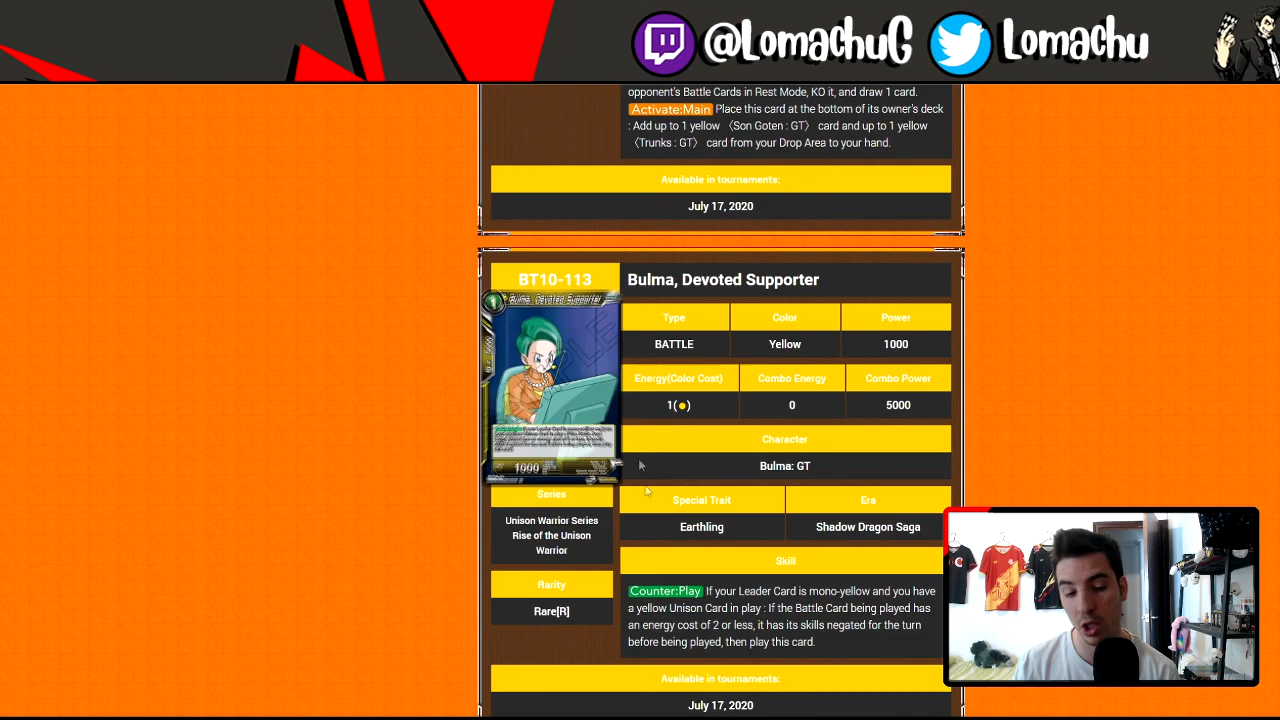 @LomachuG Lomachu
opponent's Battle Cards in Rest Mode, KO it, and draw 1 card.
Activate:Main Place this card at the bottom of its owner's deck
: Add up to 1 yellow 〈Son Goten : GT〉 card and up to 1 yellow
〈Trunks : GT〉 card from your Drop Area to your hand.
Available in tournaments:
July 17, 2020
BT10-113
Bulma, Devoted Supporter
1 Bulma, Devoted Supporter
1000
Type Color Power
BATTLE Yellow 1000
Energy(Color Cost) Combo Energy Combo Power
1(●) 0 5000
Character
Bulma: GT
Series
Unison Warrior Series
Rise of the Unison
Warrior
Rarity
Rare[R]
Special Trait Era
Earthling Shadow Dragon Saga
Skill
Counter:Play If your Leader Card is mono-yellow and you have
a yellow Unison Card in play : If the Battle Card being played has
an energy cost of 2 or less, it has its skills negated for the turn
before being played, then play this card.
Available in tournaments:
July 17, 2020